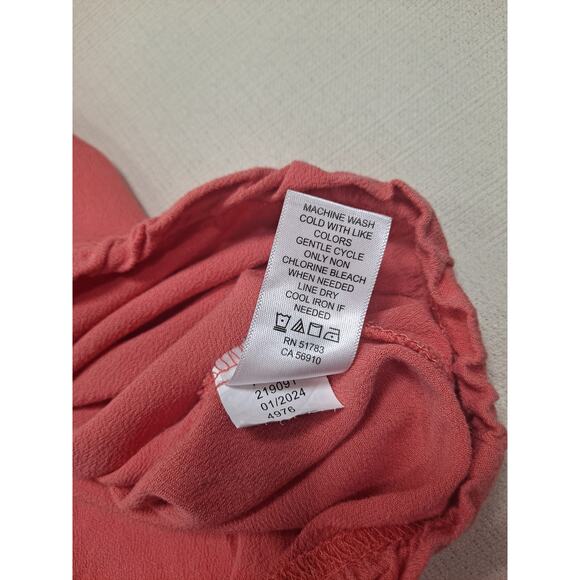 MACHINE WASH
COLD WITH LIKE
COLORS
GENTLE CYCLE
ONLY NON
CHLORINE BLEACH
WHEN NEEDED
LINE DRY
COOL IRON IF
NEEDED
RN 51783
CA 56910
219091
01/2024
4976